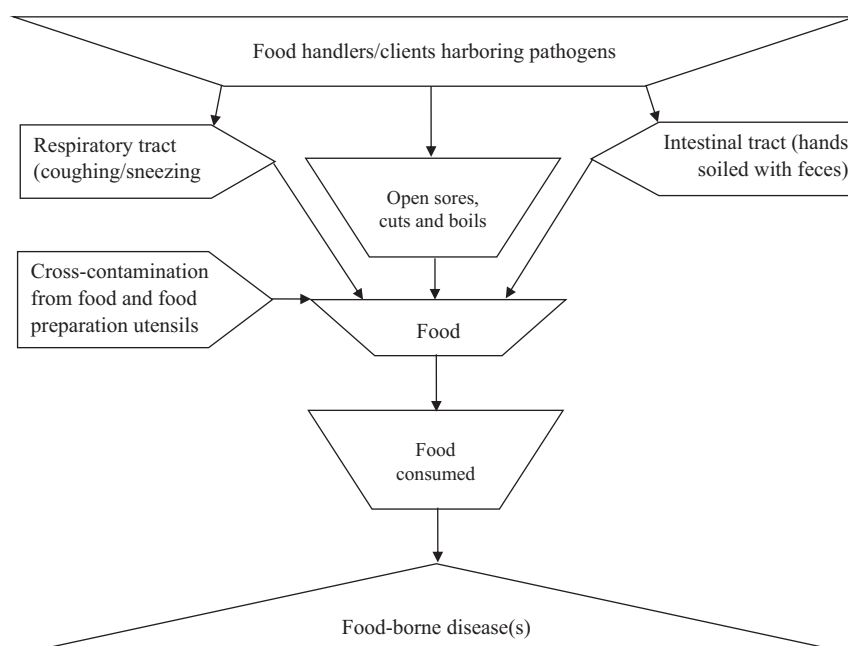 Food handlers/clients harboring pathogens
Respiratory tract
(coughing/sneezing
Intestinal tract (hands
soiled with feces)
Open sores,
cuts and boils
Cross-contamination
from food and food
preparation utensils
Food
Food
consumed
Food-borne disease(s)